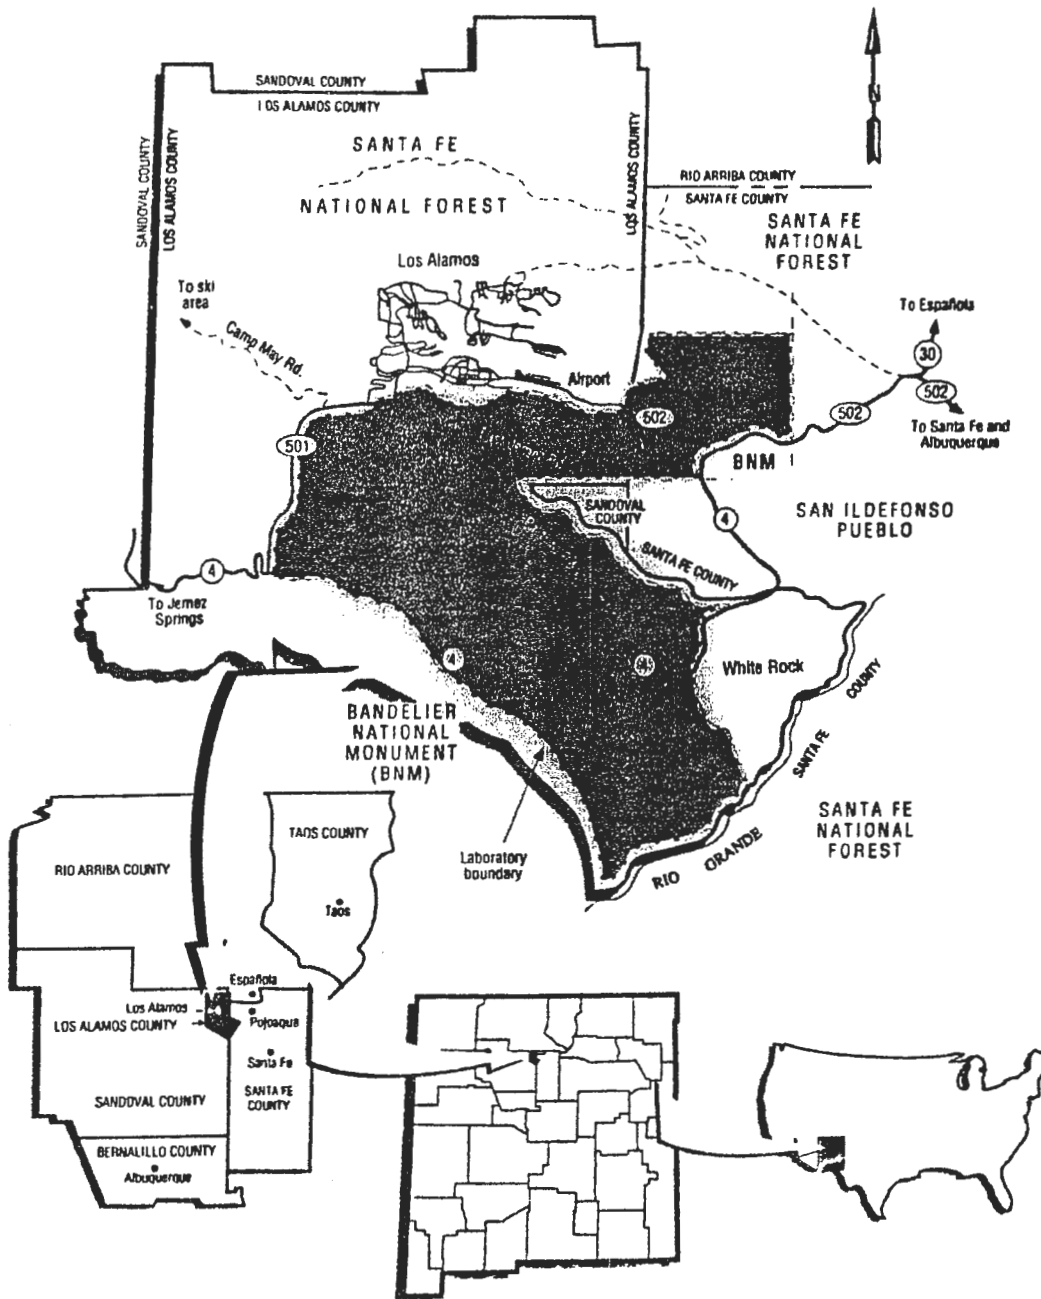 SANDOVAL COUNTY
LOS ALAMOS COUNTY
N
SANDOVAL COUNTY
LOS ALAMOS COUNTY
LOS ALAMOS COUNTY
SANTA FE
NATIONAL FOREST
RIO ARRIBA COUNTY
SANTA FE COUNTY
SANTA FE
NATIONAL
FOREST
Los Alamos
To ski
area
Camp May Rd.
To Española
30
Airport
502
502
502
To Santa Fe and
Albuquerque
501
BNM
SANDOVAL
COUNTY
4
SAN ILDEFONSO
PUEBLO
SANTA FE COUNTY
4
To Jemez
Springs
4
4
White Rock
SANTA FE COUNTY
BANDELIER
NATIONAL
MONUMENT
(BNM)
SANTA FE
NATIONAL
FOREST
Laboratory
boundary
RIO GRANDE
TAOS COUNTY
RIO ARRIBA COUNTY
Taos
Española
Los Alamos
Pojoaque
LOS ALAMOS COUNTY
Santa Fe
SANTA FE
COUNTY
SANDOVAL COUNTY
BERNALILLO COUNTY
Albuquerque